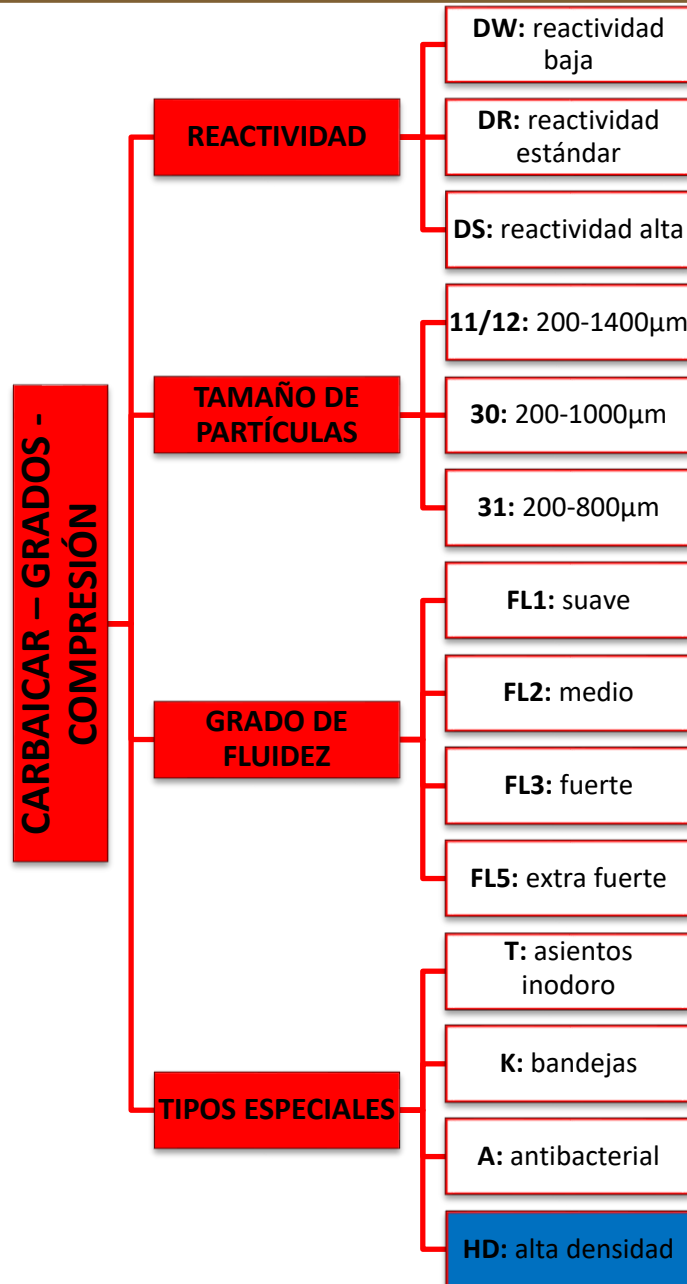 CARBAICAR – GRADOS -
COMPRESIÓN
REACTIVIDAD
DW: reactividad
baja
DR: reactividad
estándar
DS: reactividad alta
TAMAÑO DE
PARTÍCULAS
11/12: 200-1400µm
30: 200-1000µm
31: 200-800µm
GRADO DE
FLUIDEZ
FL1: suave
FL2: medio
FL3: fuerte
FL5: extra fuerte
TIPOS ESPECIALES
T: asientos
inodoro
K: bandejas
A: antibacterial
HD: alta densidad